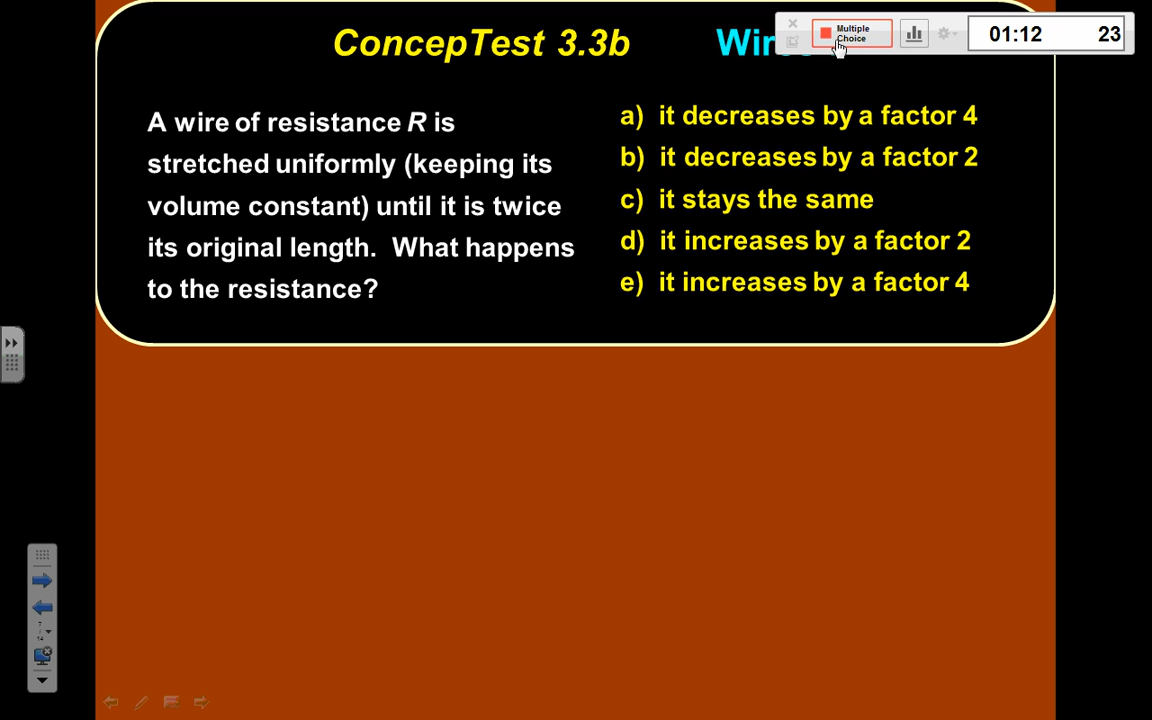 ConcepTest 3.3b
Multiple
Choice
01:12 23
A wire of resistance R is
stretched uniformly (keeping its
volume constant) until it is twice
its original length. What happens
to the resistance?
a) it decreases by a factor 4
b) it decreases by a factor 2
c) it stays the same
d) it increases by a factor 2
e) it increases by a factor 4
7
/
14